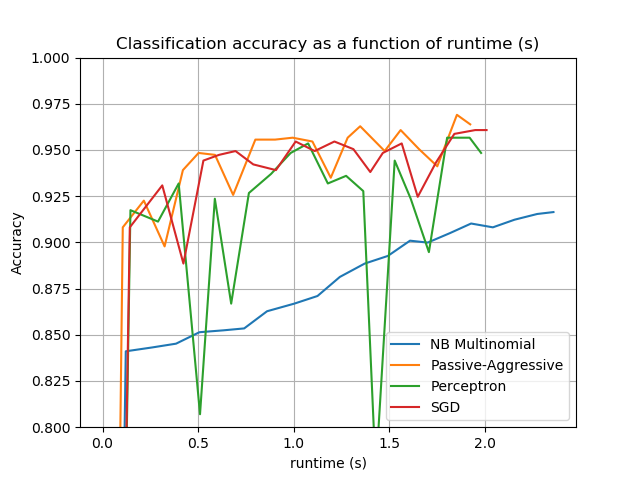 Classification accuracy as a function of runtime (s)
1.000
0.975
0.950
0.925
0.900
0.875
0.850
0.825
0.800
Accuracy
NB Multinomial
Passive-Aggressive
Perceptron
SGD
0.0 0.5 1.0 1.5 2.0
runtime (s)